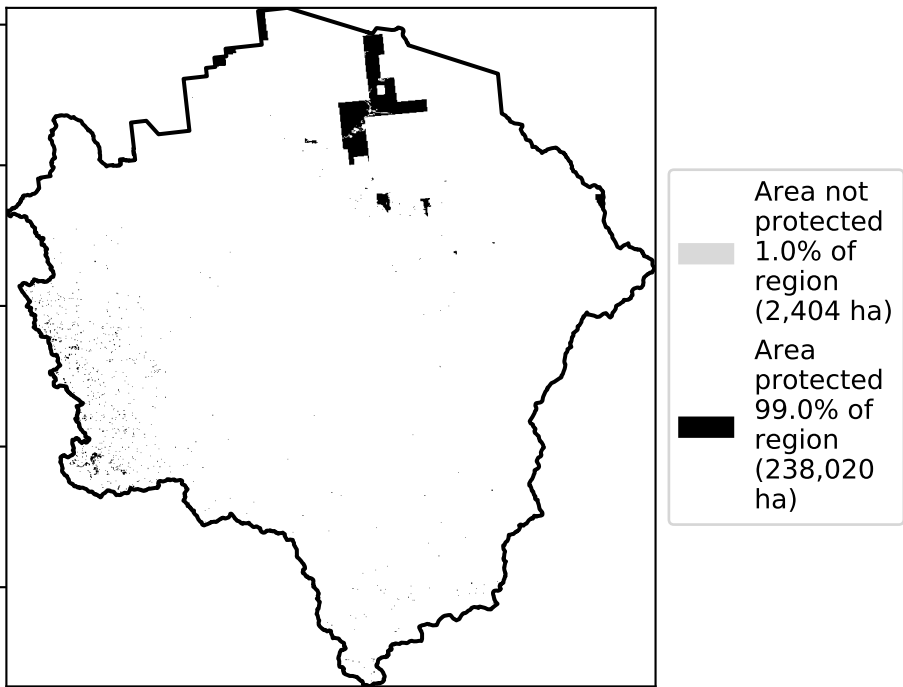 Area not
protected
1.0% of
region
(2,404 ha)
Area
protected
99.0% of
region
(238,020
ha)